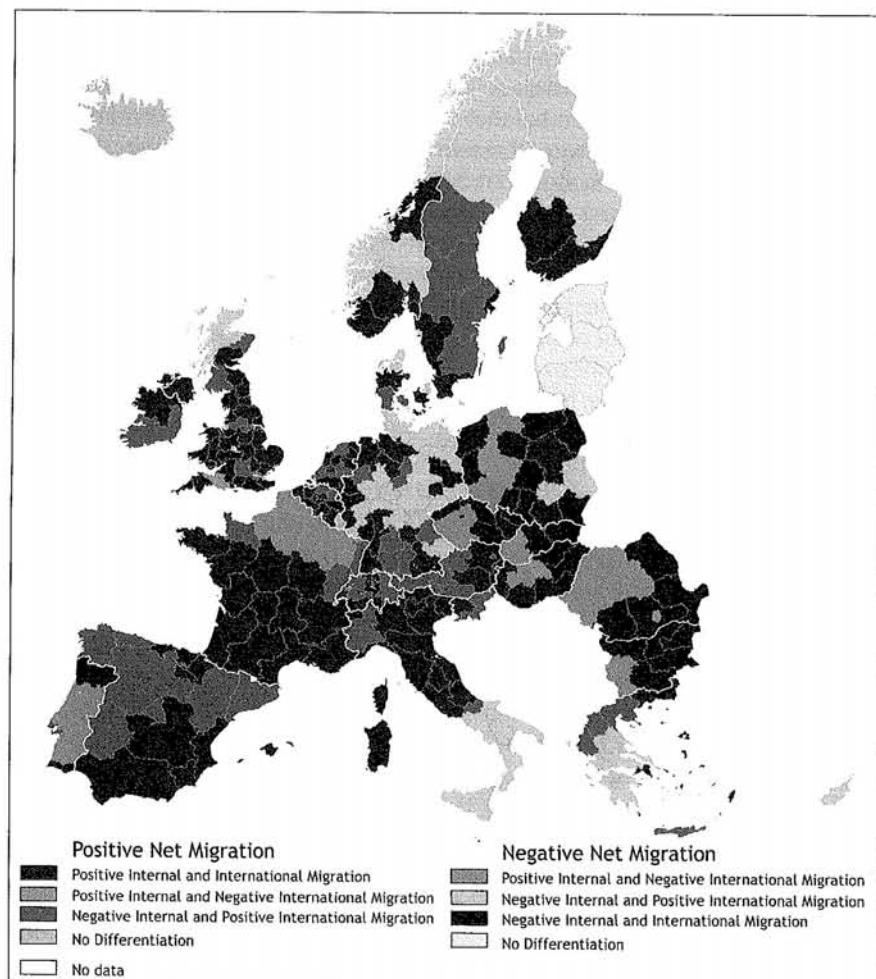 Positive Net Migration
Positive Internal and International Migration
Positive Internal and Negative International Migration
Negative Internal and Positive International Migration
No Differentiation
No data
Negative Net Migration
Positive Internal and Negative International Migration
Negative Internal and Positive International Migration
Negative Internal and International Migration
No Differentiation